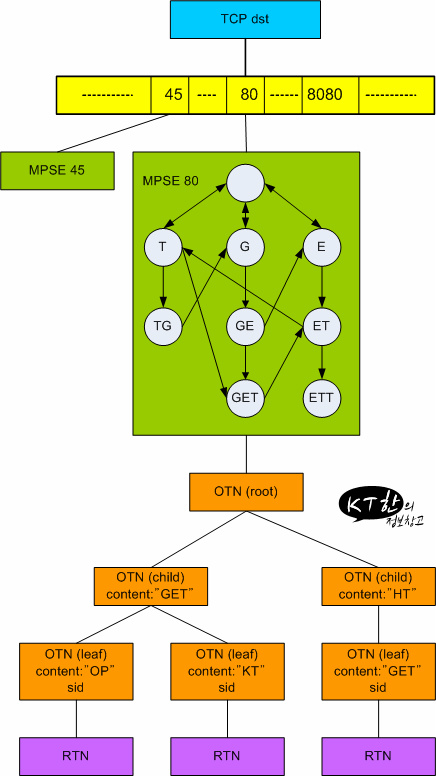 TCP dst
----------- 45 ---- 80 ------- 8080 -----------
MPSE 45
MPSE 80
T G E
TG GE ET
GET ETT
OTN (root)
KT한의
정보창고
OTN (child)
content:"GET"
OTN (child)
content:"HT"
OTN (leaf)
content:"OP"
sid
OTN (leaf)
content:"KT"
sid
OTN (leaf)
content:"GET"
sid
RTN RTN RTN